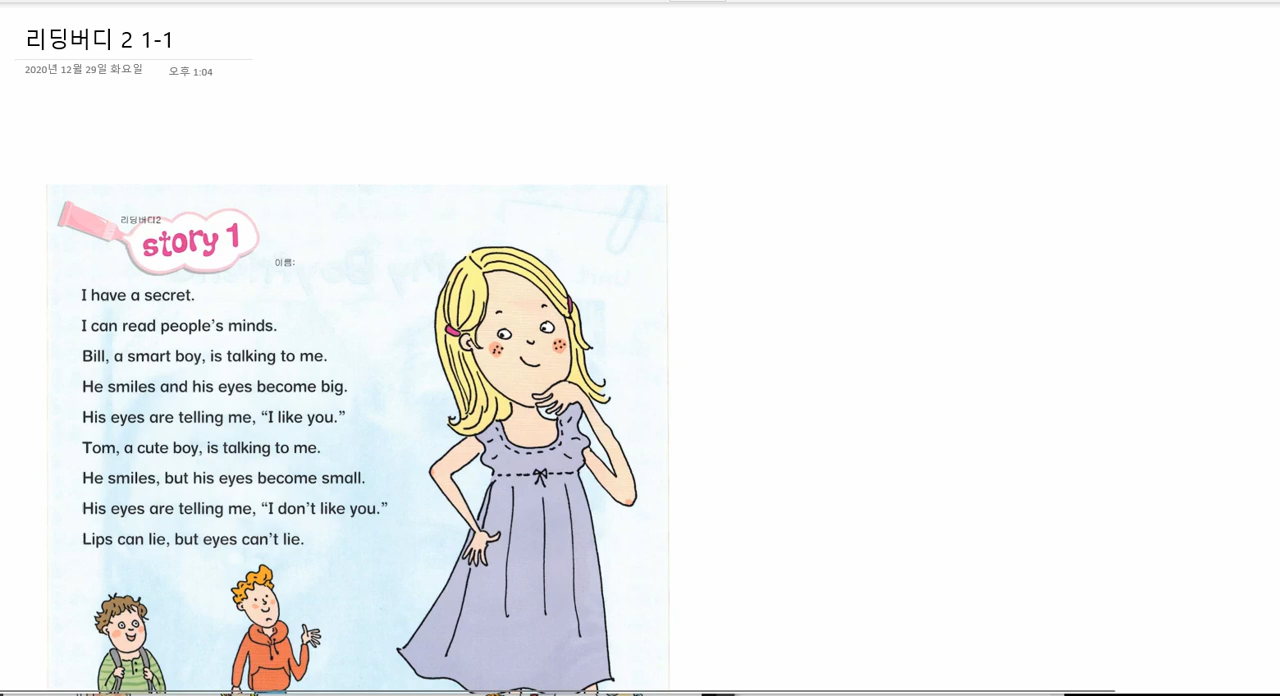 리딩버디 2 1-1
2020년 12월 29일 화요일 오후 1:04
리딩버디2
story 1
이름:
I have a secret.
I can read people's minds.
Bill, a smart boy, is talking to me.
He smiles and his eyes become big.
His eyes are telling me, “I like you.”
Tom, a cute boy, is talking to me.
He smiles, but his eyes become small.
His eyes are telling me, “I don't like you.”
Lips can lie, but eyes can't lie.